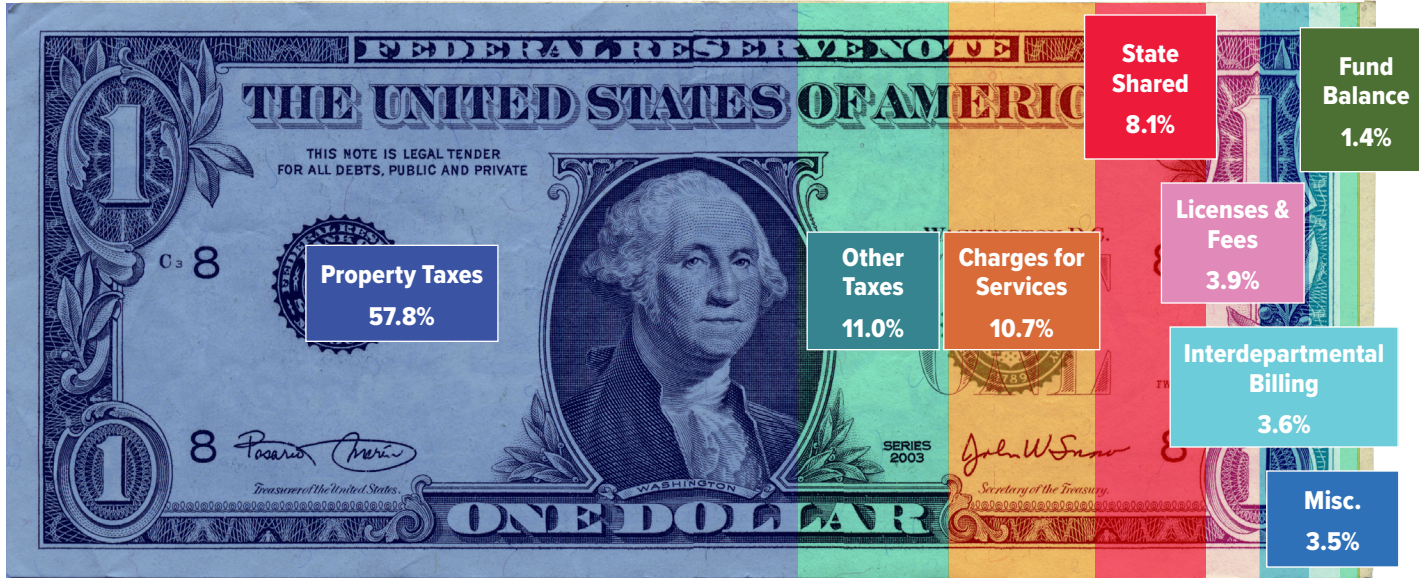 FEDERAL RESERVE NOTE
THE UNITED STATES OF AMERIC
State
Shared
8.1%
Fund
Balance
1.4%
THIS NOTE IS LEGAL TENDER
FOR ALL DEBTS, PUBLIC AND PRIVATE
Licenses &
Fees
3.9%
C3 8
Property Taxes
57.8%
Other
Taxes
11.0%
Charges for
Services
10.7%
Interdepartmental
Billing
3.6%
8
SERIES
2003
8
Treasurer of the United States.
WASHINGTON
Secretary of the Treasury.
ONE DOLLAR
Misc.
3.5%
1
1